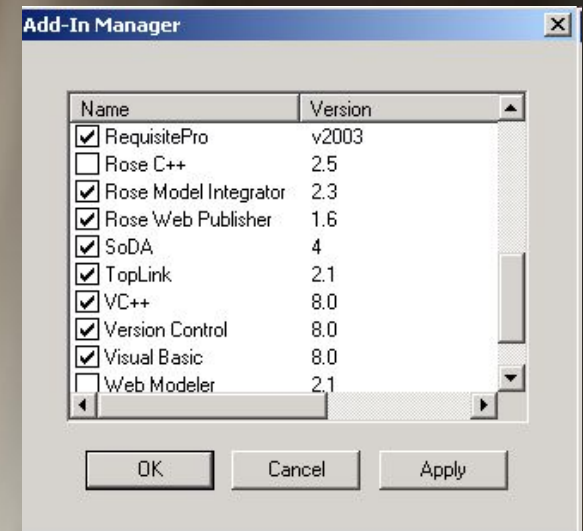 Add-In Manager
Name Version
RequisitePro v2003
Rose C++ 2.5
Rose Model Integrator 2.3
Rose Web Publisher 1.6
SoDA 4
TopLink 2.1
VC++ 8.0
Version Control 8.0
Visual Basic 8.0
Web Modeler 2.1
OK Cancel Apply